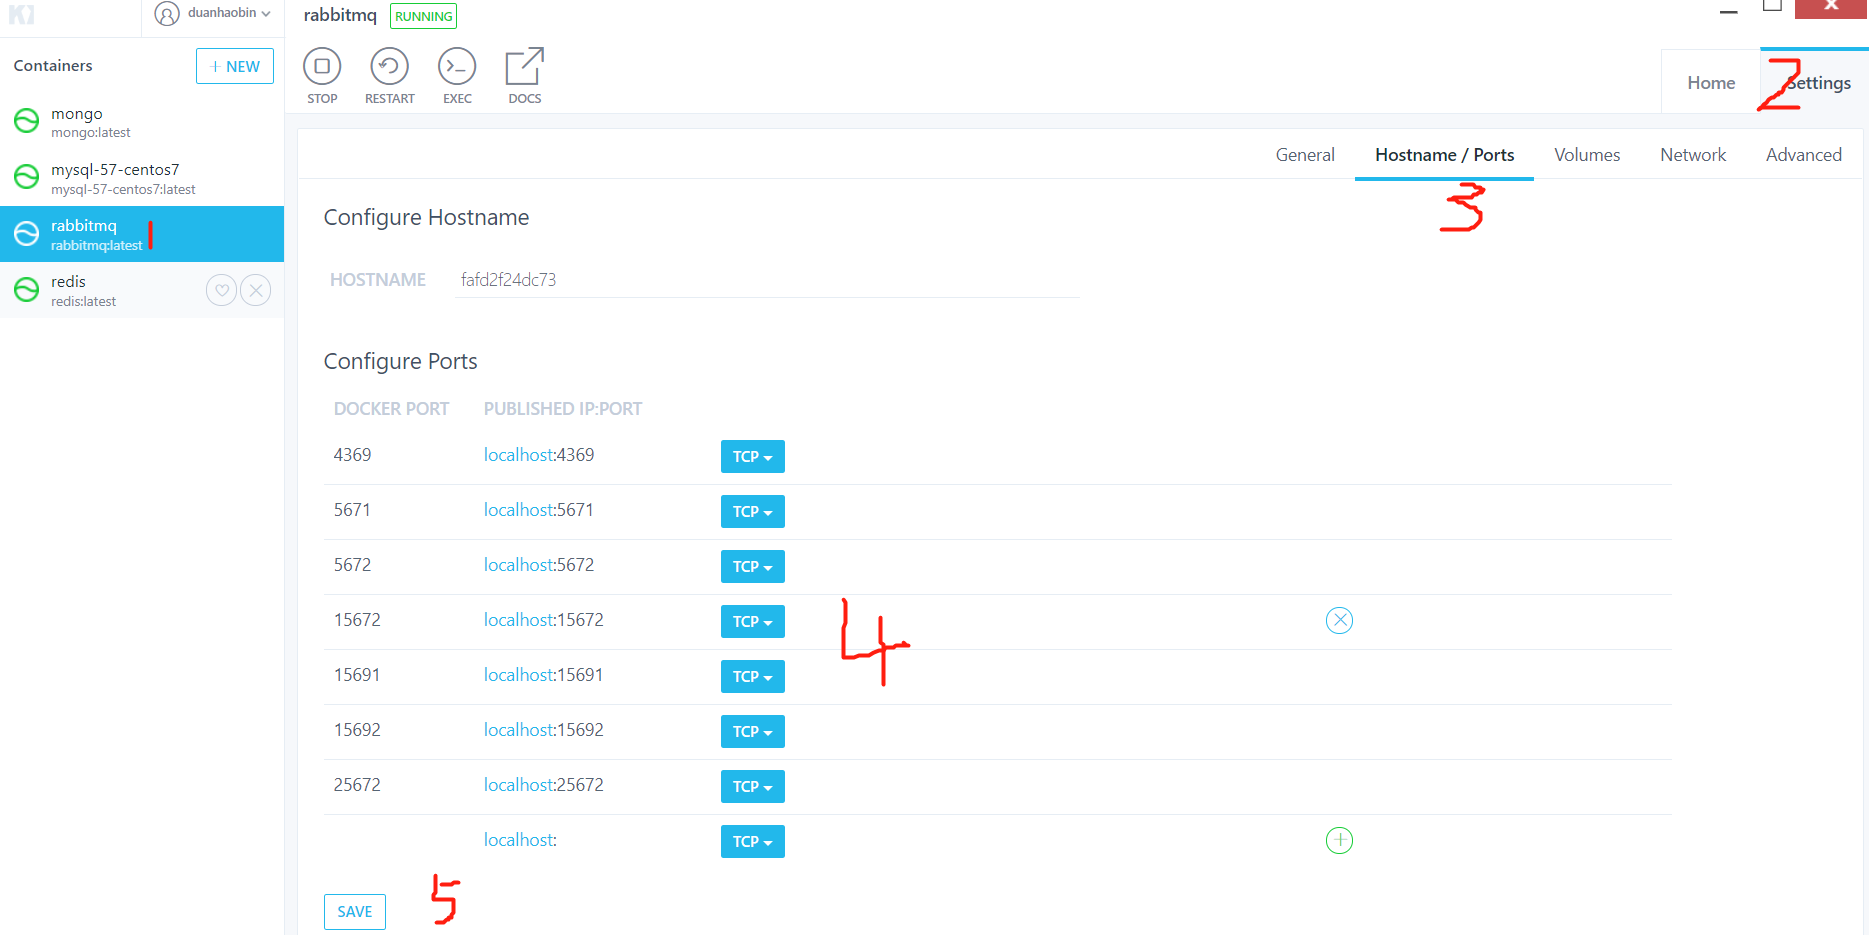 duanhaobin
rabbitmq RUNNING
Containers
+ NEW
STOP RESTART EXEC DOCS
Home Settings
2
mongo
mongo:latest
mysql-57-centos7
mysql-57-centos7:latest
rabbitmq
rabbitmq:latest
1
redis
redis:latest
General Hostname / Ports Volumes Network Advanced
3
Configure Hostname
HOSTNAME fafd2f24dc73
Configure Ports
DOCKER PORT PUBLISHED IP:PORT
4369 localhost:4369 TCP
5671 localhost:5671 TCP
5672 localhost:5672 TCP
15672 localhost:15672 TCP
4
15691 localhost:15691 TCP
15692 localhost:15692 TCP
25672 localhost:25672 TCP
localhost: TCP
SAVE
5